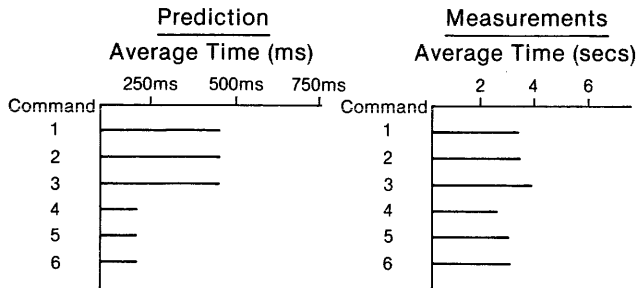 Prediction
Average Time (ms)
250ms 500ms 750ms
Command
1
2
3
4
5
6
Measurements
Average Time (secs)
2 4 6
Command
1
2
3
4
5
6